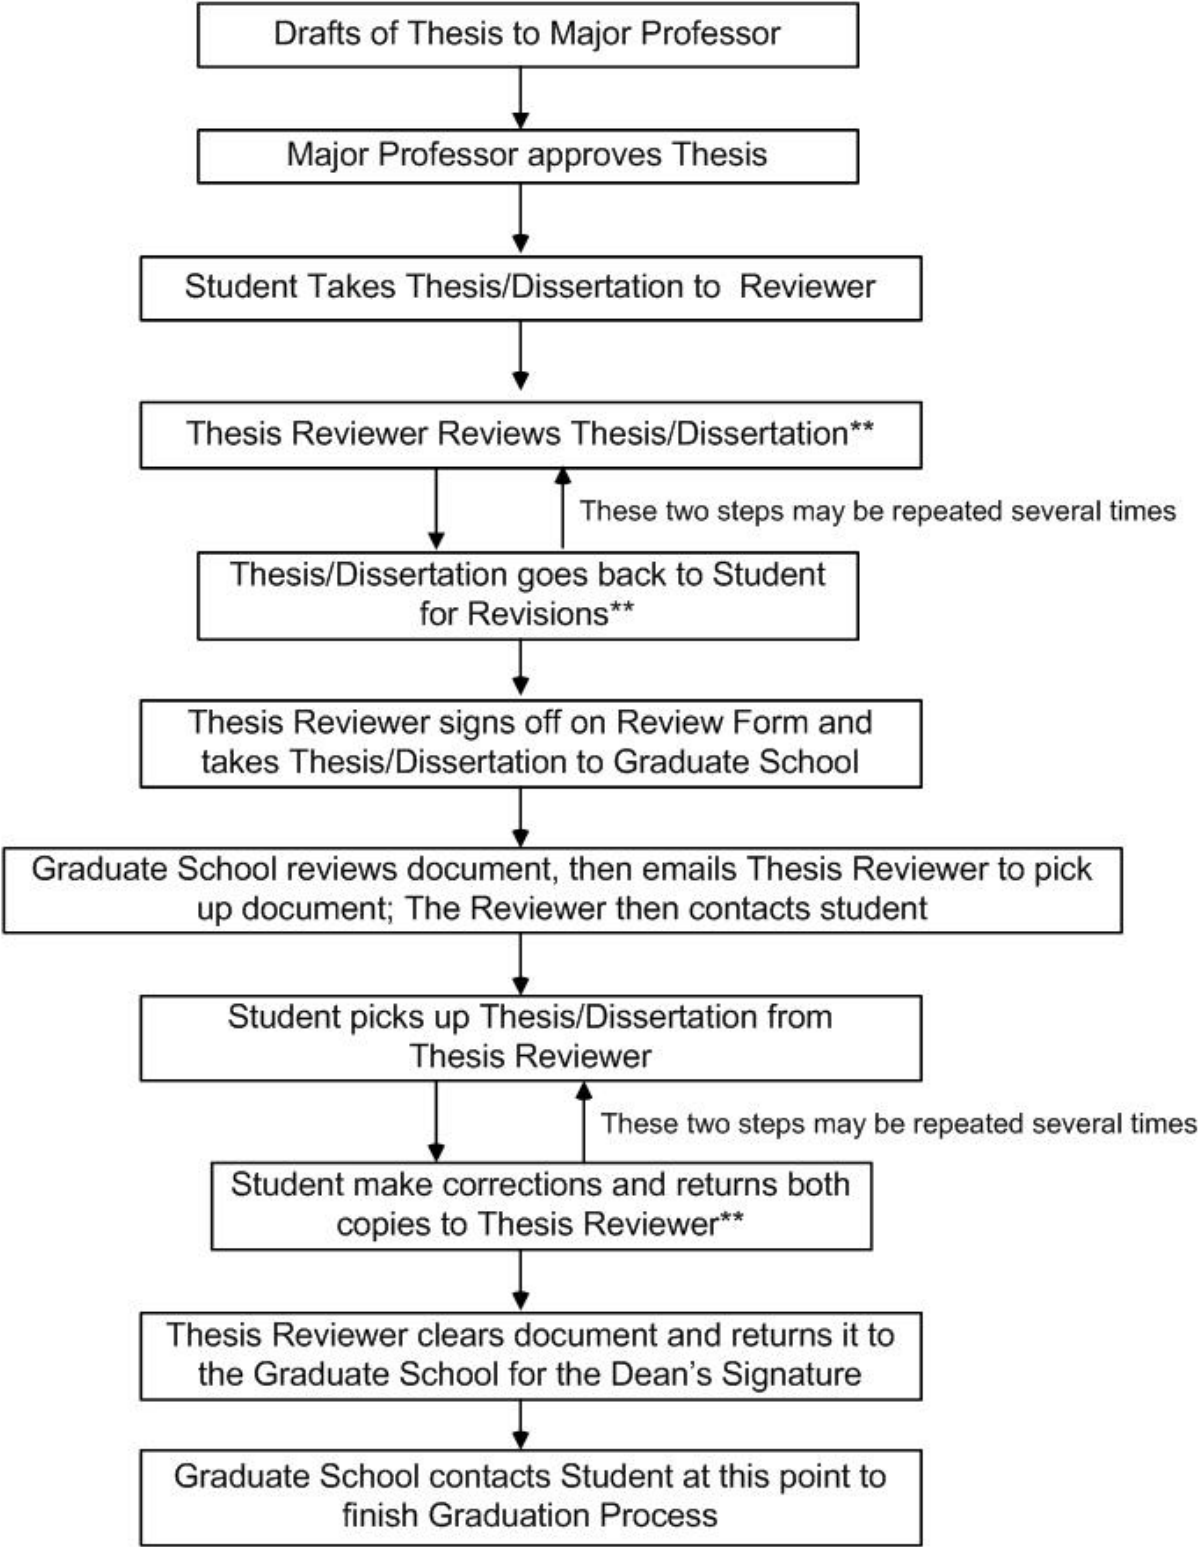 Drafts of Thesis to Major Professor
Major Professor approves Thesis
Student Takes Thesis/Dissertation to  Reviewer
Thesis Reviewer Reviews Thesis/Dissertation**
These two steps may be repeated several times
Thesis/Dissertation goes back to Student
for Revisions**
Thesis Reviewer signs off on Review Form and
takes Thesis/Dissertation to Graduate School
Graduate School reviews document, then emails Thesis Reviewer to pick
up document; The Reviewer then contacts student
Student picks up Thesis/Dissertation from
Thesis Reviewer
These two steps may be repeated several times
Student make corrections and returns both
copies to Thesis Reviewer**
Thesis Reviewer clears document and returns it to
the Graduate School for the Dean’s Signature
Graduate School contacts Student at this point to
finish Graduation Process